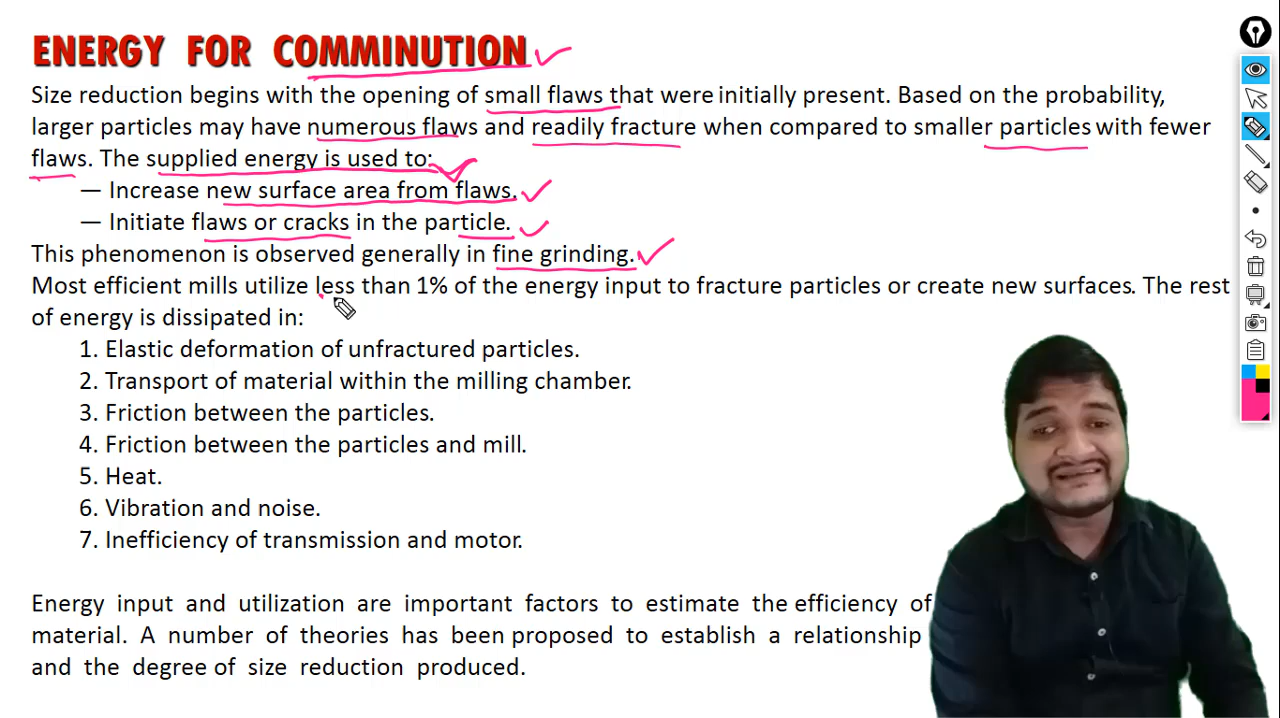 ENERGY FOR COMMINUTION
Size reduction begins with the opening of small flaws that were initially present. Based on the probability,
larger particles may have numerous flaws and readily fracture when compared to smaller particles with fewer
flaws. The supplied energy is used to:
— Increase new surface area from flaws.
— Initiate flaws or cracks in the particle.
This phenomenon is observed generally in fine grinding.
Most efficient mills utilize less than 1% of the energy input to fracture particles or create new surfaces. The rest
of energy is dissipated in:
1. Elastic deformation of unfractured particles.
2. Transport of material within the milling chamber.
3. Friction between the particles.
4. Friction between the particles and mill.
5. Heat.
6. Vibration and noise.
7. Inefficiency of transmission and motor.
Energy input and utilization are important factors to estimate the efficiency of
material. A number of theories has been proposed to establish a relationship
and the degree of size reduction produced.